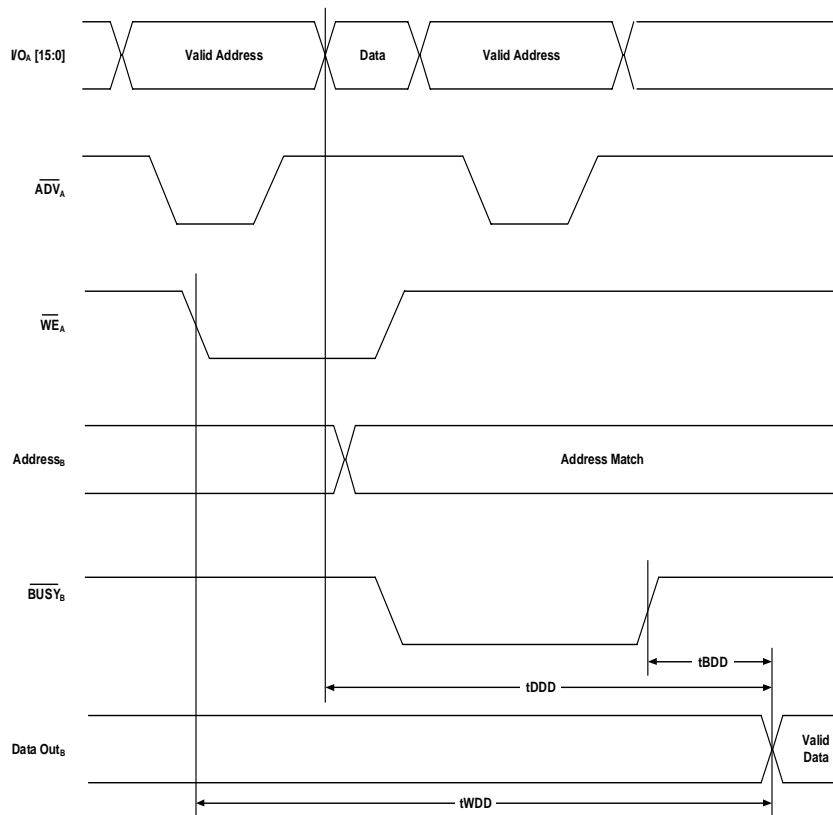 I/OA [15:0]
Valid Address
Data
Valid Address
ADVA
WEA
AddressB
Address Match
BUSYB
tBDD
tDDD
Data OutB
Valid
Data
tWDD